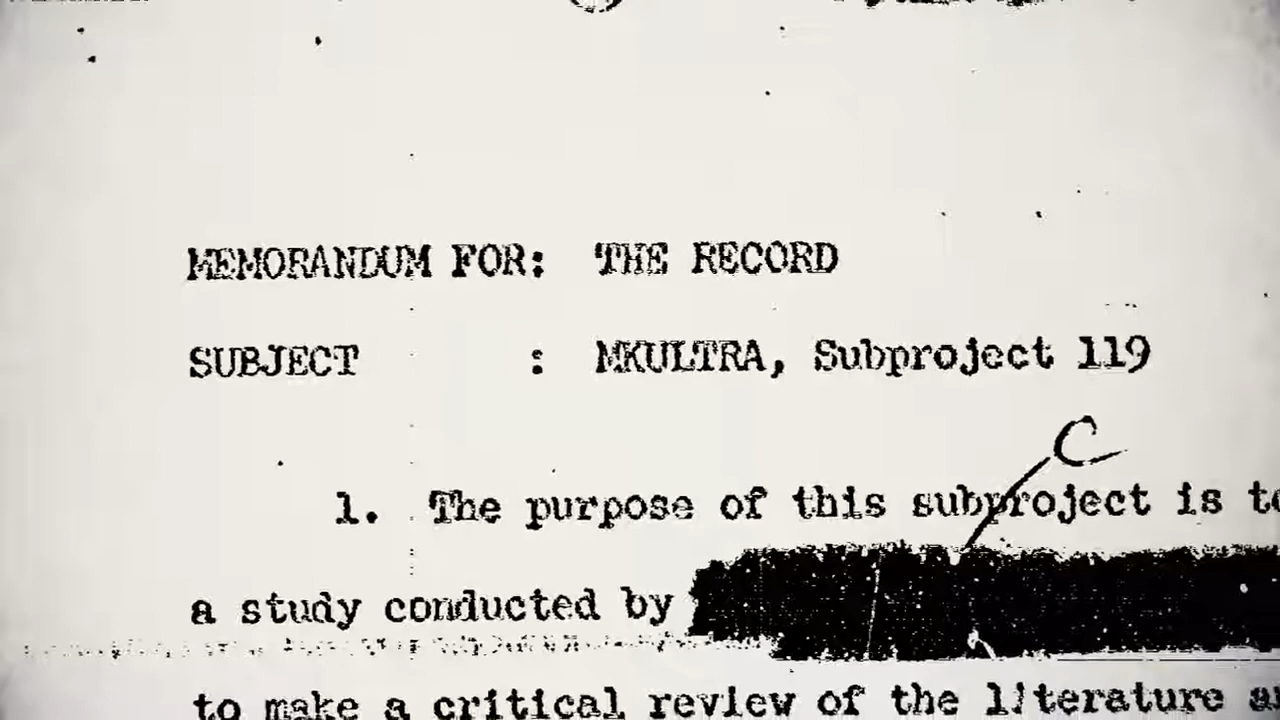 MEMORANDUM FOR: THE RECORD
SUBJECT : MKULTRA, Subproject 119
C
1. The purpose of this subproject is to
a study conducted by
to make a critical review of the literature